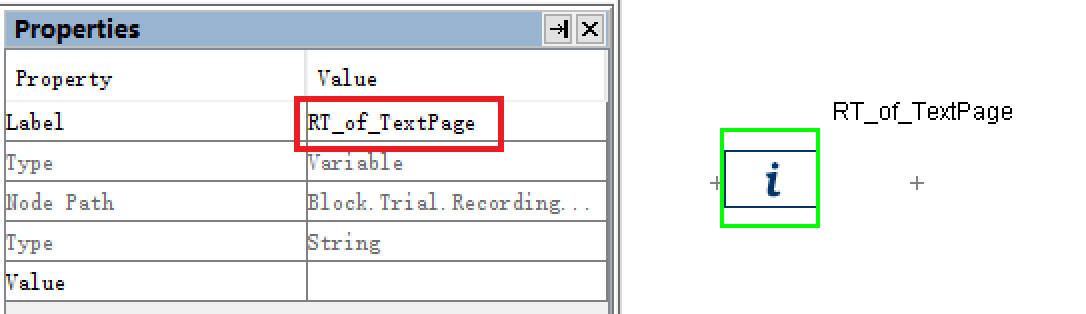 Properties
Property Value
Label RT_of_TextPage
Type Variable
Node Path Block.Trial.Recording...
Type String
Value
RT_of_TextPage
i